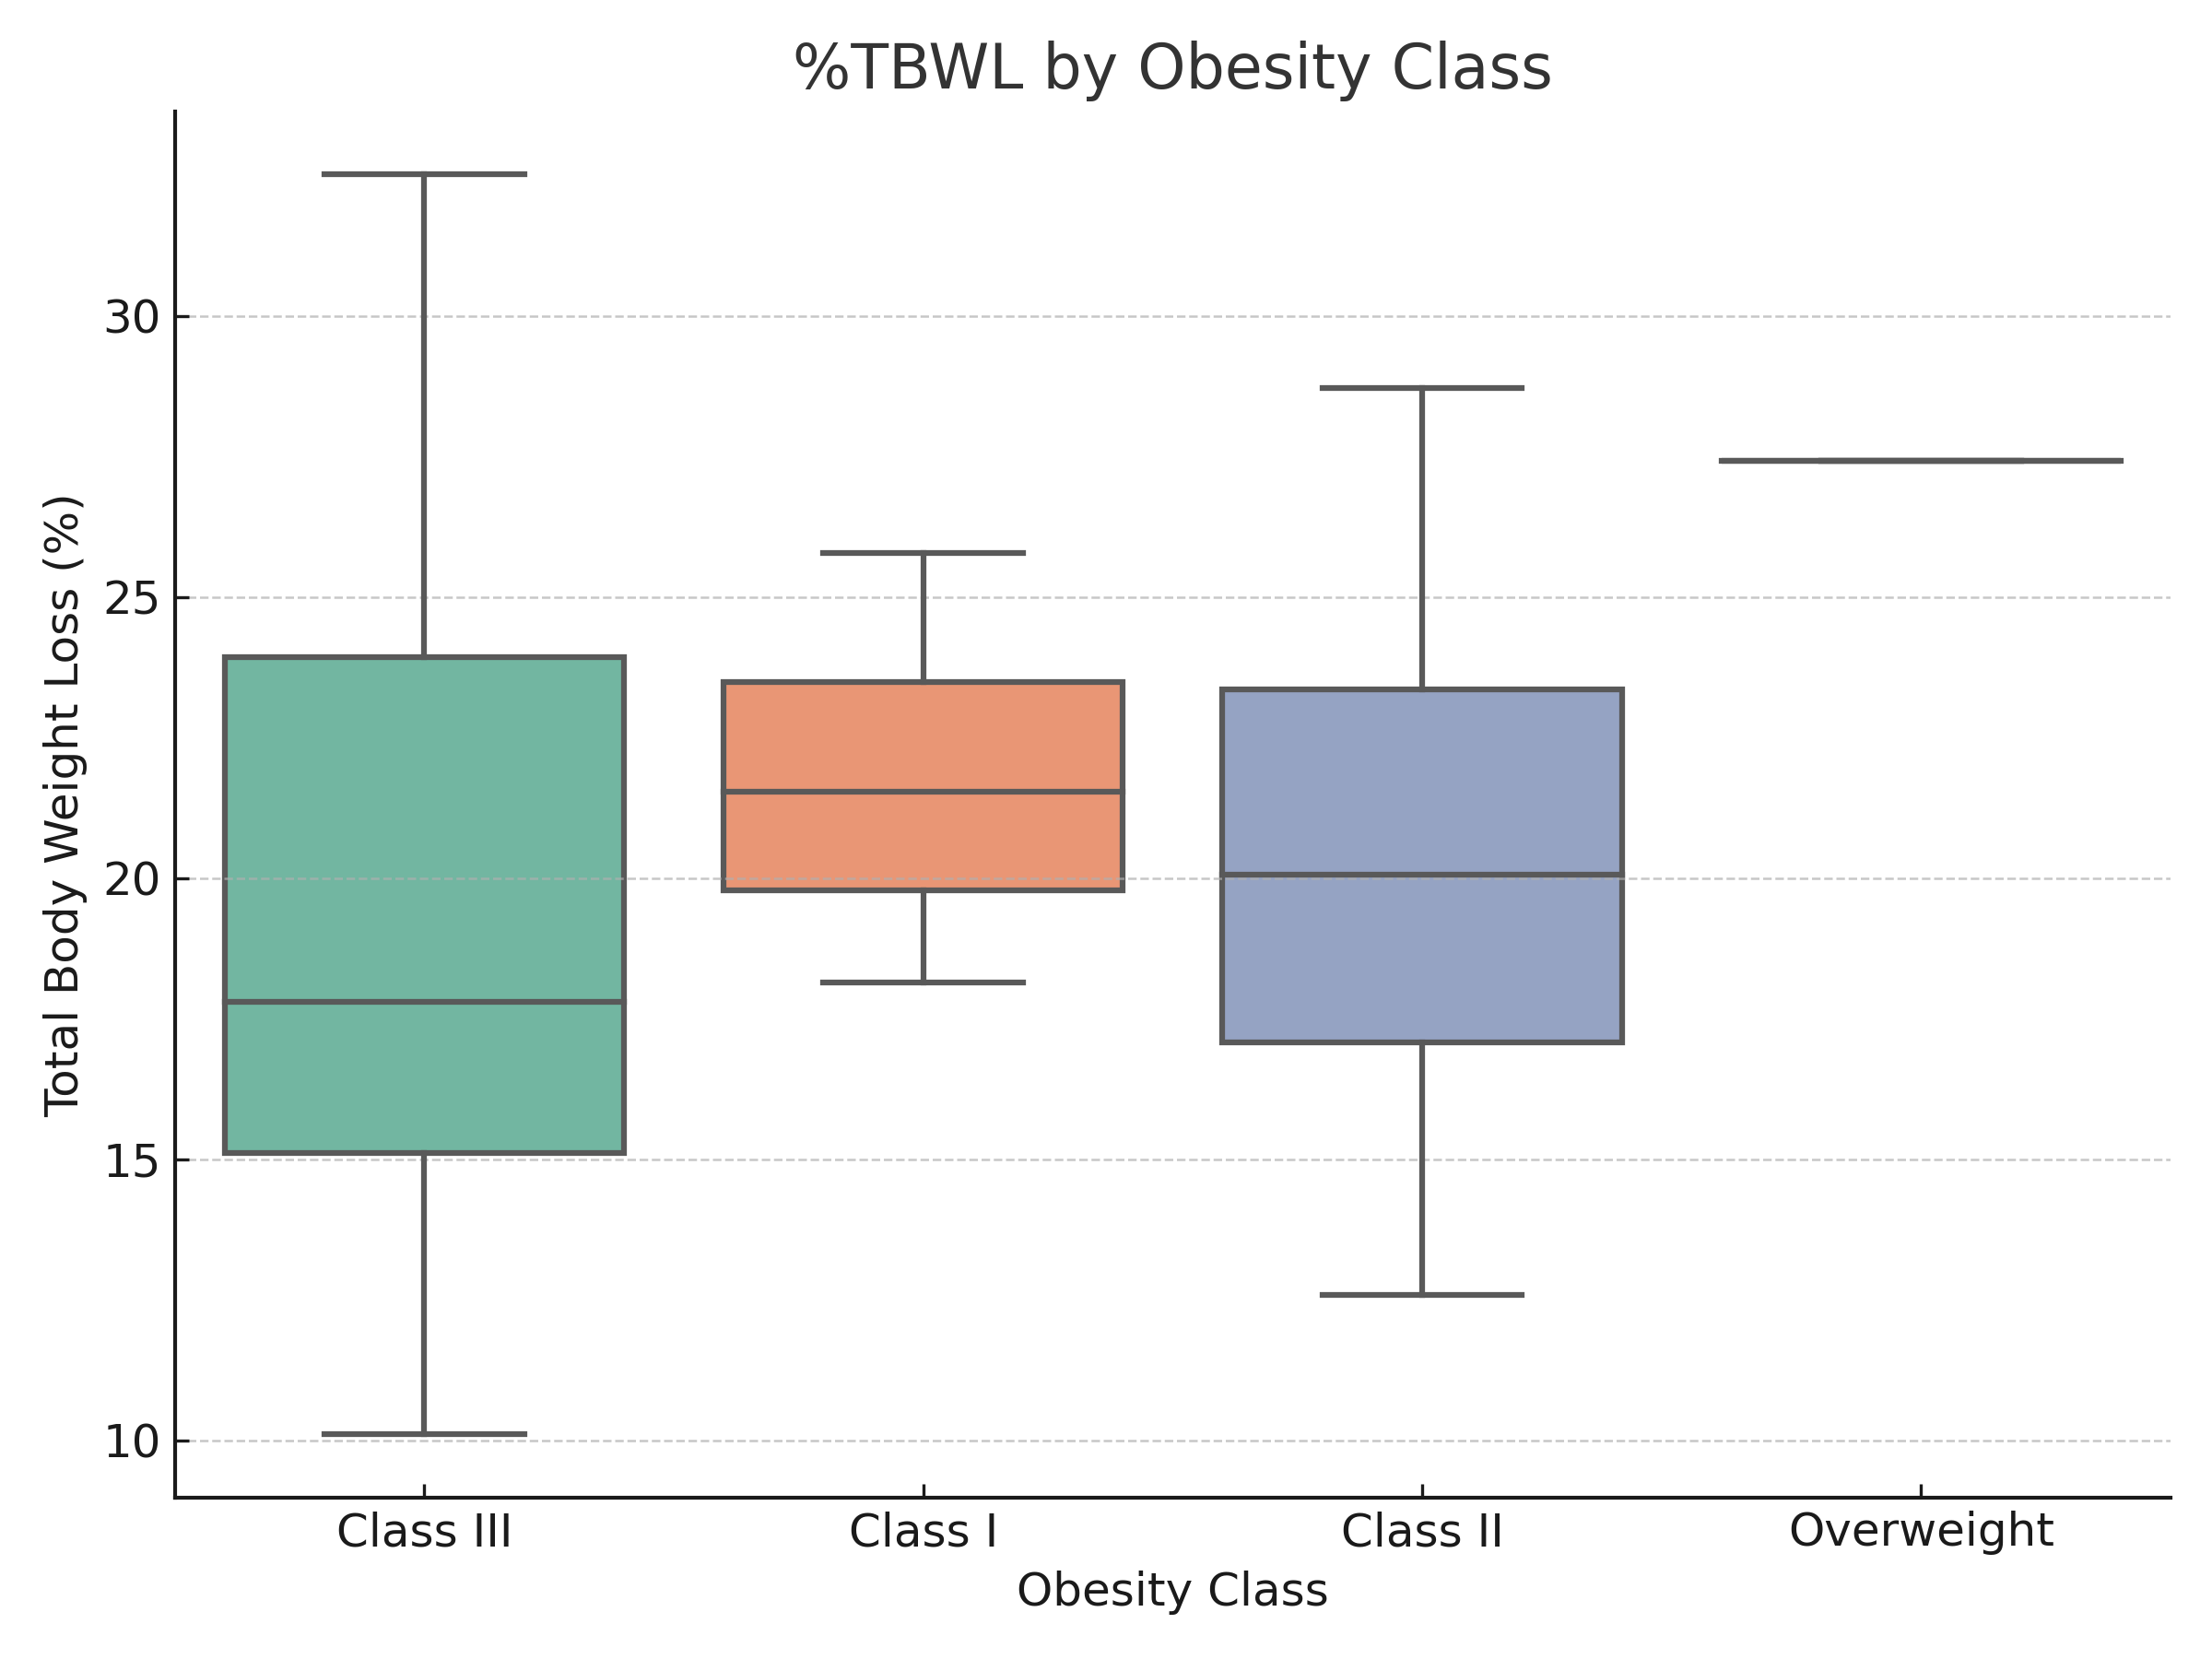 %TBWL by Obesity Class
Total Body Weight Loss (%)
30
25
20
15
10
Class III
Class I
Class II
Overweight
Obesity Class